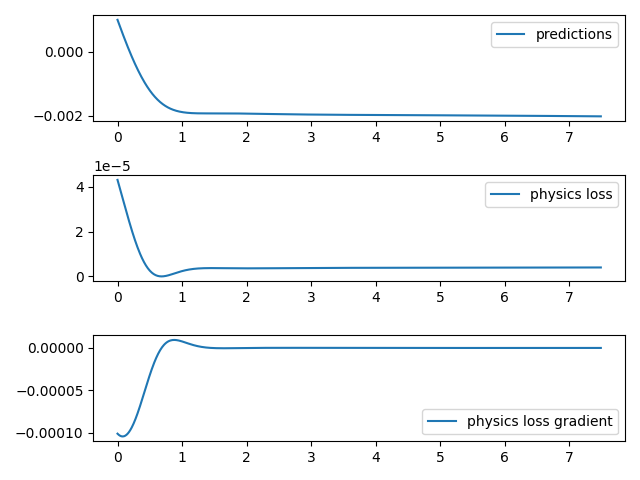 predictions
0.000
−0.002
0 1 2 3 4 5 6 7
1e−5
physics loss
4
2
0
0 1 2 3 4 5 6 7
0.00000
−0.00005
−0.00010
physics loss gradient
0 1 2 3 4 5 6 7